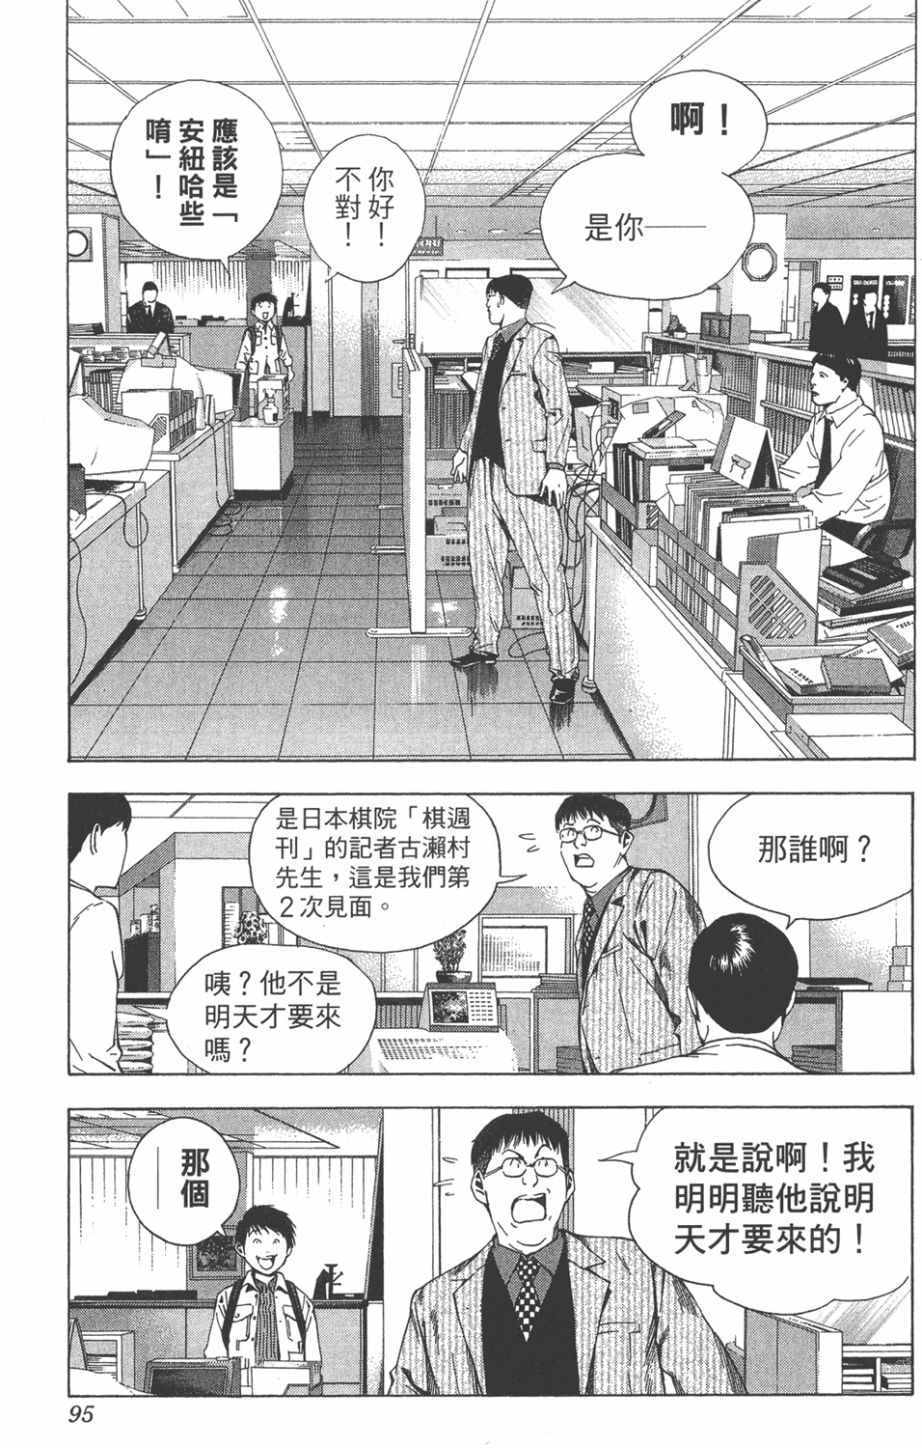 啊！
是你——
你好！
不對！
應該是「
安紐哈些
唷」！
那誰啊？
是日本棋院「棋週
刊」的記者古瀨村
先生，這是我們第
２次見面。
咦？他不是
明天才要來
嗎？
就是說啊！我
明明聽他說明
天才要來的！
那個
——
95